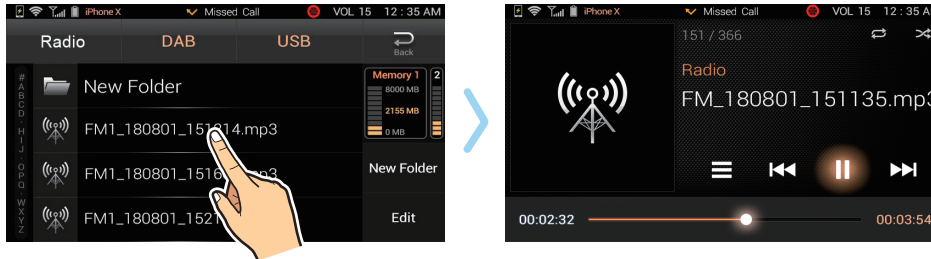 iPhone X Missed Call VOL 15 12 : 35 AM
Radio DAB USB Back
#
A
B
C
D
H
I
J
O
P
Q
W
X
Y
Z
New Folder
FM1_180801_151
4.mp3
FM1_180801_1516
FM1_180801_1521
Memory 1 2
8000 MB
2155 MB
0 MB
New Folder
Edit
iPhone X Missed Call VOL 15 12 : 35 A
151 / 366
Radio
FM_180801_151135.mp3
00:02:32 00:03:54